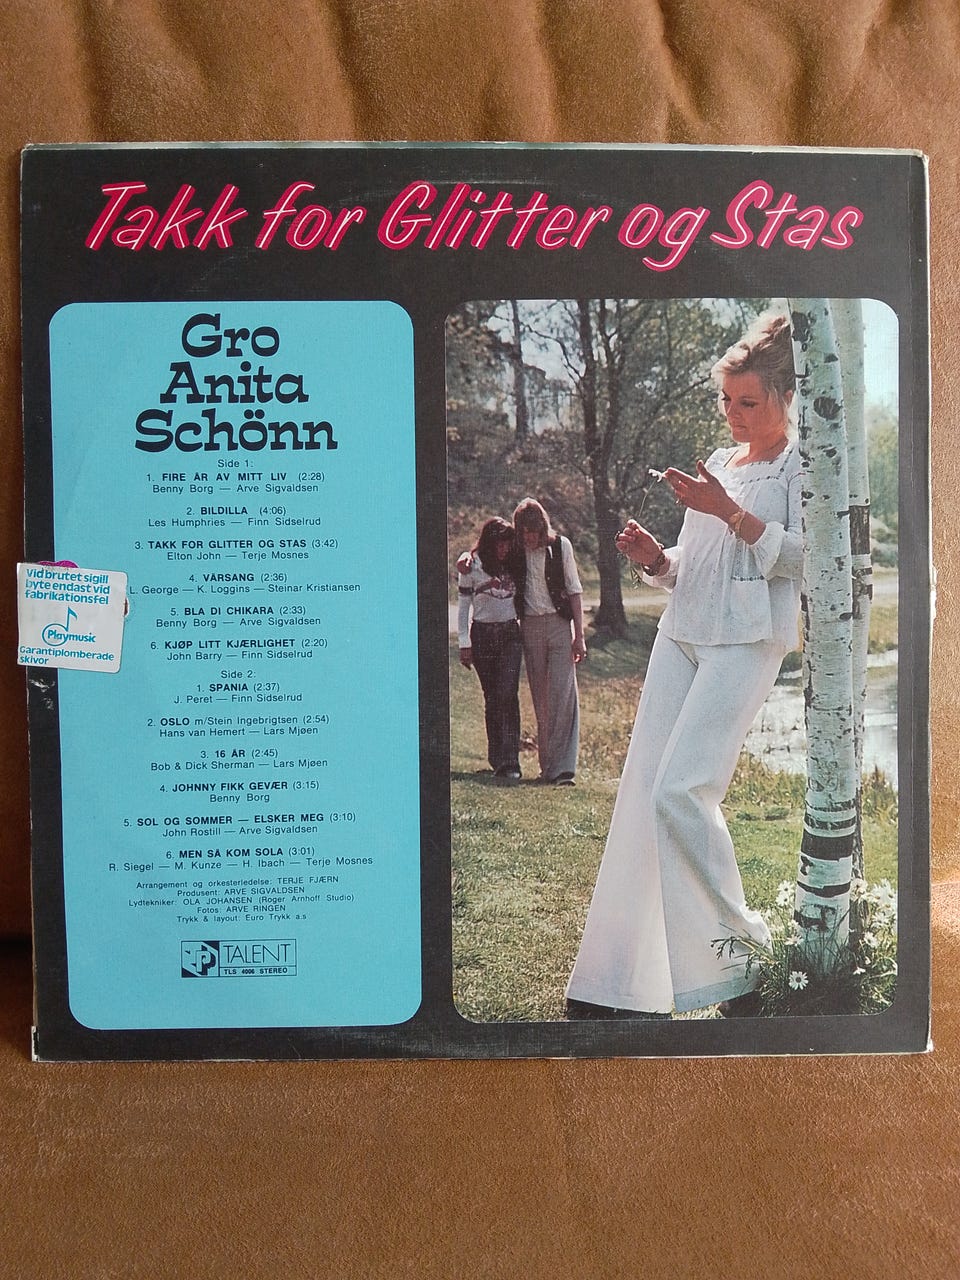 Takk for Glitter og Stas
Gro
Anita
Schönn
Side 1:
1. FIRE ÅR AV MITT LIV (2:28)
Benny Borg — Arve Sigvaldsen
2. BILDILLA (4:06)
Les Humphries — Finn Sidselrud
3. TAKK FOR GLITTER OG STAS (3:42)
Elton John — Terje Mosnes
4. VÅRSANG (2:36)
L. George — K. Loggins — Steinar Kristiansen
5. BLA DI CHIKARA (2:33)
Benny Borg — Arve Sigvaldsen
6. KJØP LITT KJÆRLIGHET (2:20)
John Barry — Finn Sidselrud
Side 2:
1. SPANIA (2:37)
J. Peret — Finn Sidselrud
2. OSLO m/Stein Ingebrigtsen (2:54)
Hans van Hemert — Lars Mjøen
3. 16 ÅR (2:45)
Bob & Dick Sherman — Lars Mjøen
4. JOHNNY FIKK GEVÆR (3:15)
Benny Borg
5. SOL OG SOMMER — ELSKER MEG (3:10)
John Rostill — Arve Sigvaldsen
6. MEN SÅ KOM SOLA (3:01)
R. Siegel — M. Kunze — H. Ibach — Terje Mosnes
Arrangement og orkesterledelse: TERJE FJÆRN
Produsent: ARVE SIGVALDSEN
Lydtekniker: OLA JOHANSEN (Roger Arnhoff Studio)
Fotos: ARVE RINGEN
Trykk & layout: Euro Trykk a.s
TALENT
TLS 4006 STEREO
Vid brutet sigill
byte endast vid
fabrikationsfel
Playmusic
Garantiplomberade
skivor